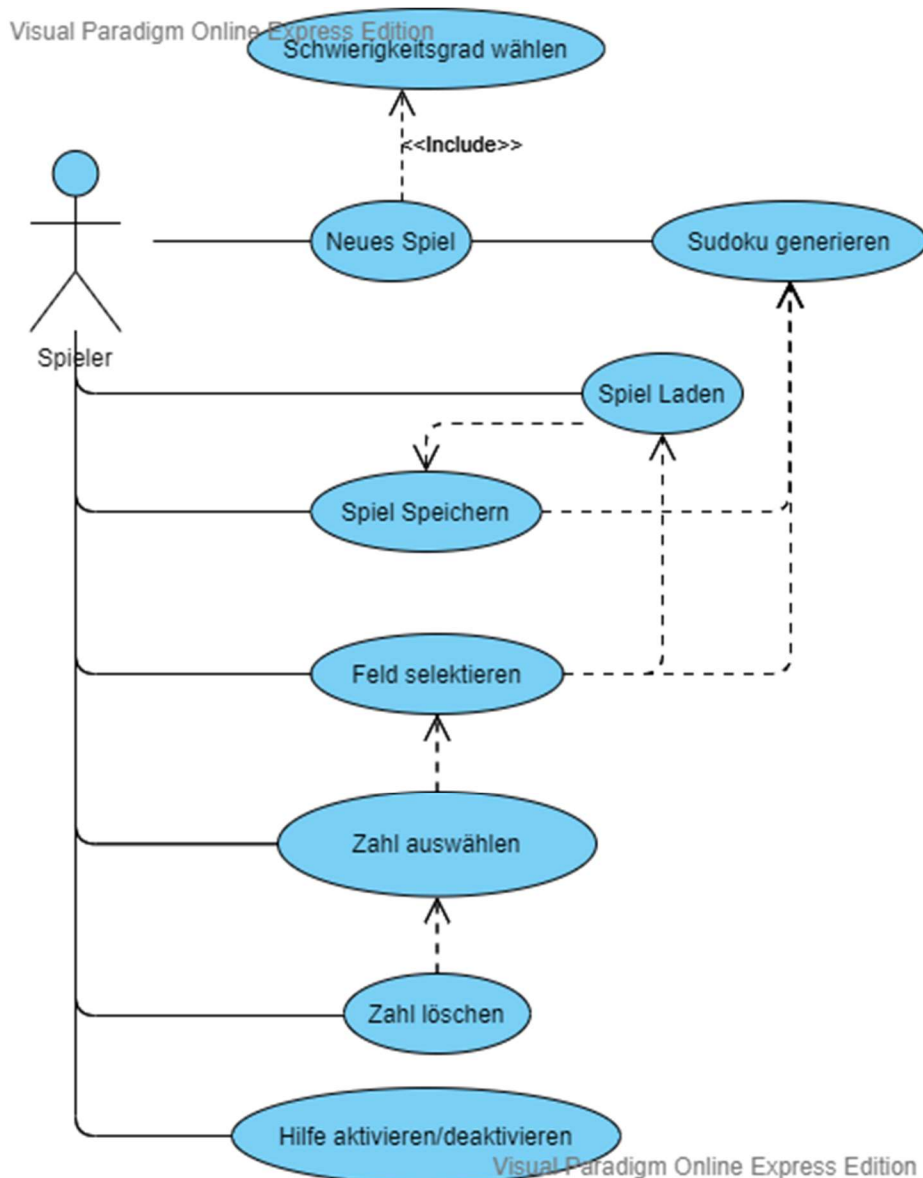 Visual Paradigm Online Express Edition
Schwierigkeitsgrad wählen
<<Include>>
Neues Spiel
Sudoku generieren
Spieler
Spiel Laden
Spiel Speichern
Feld selektieren
Zahl auswählen
Zahl löschen
Hilfe aktivieren/deaktivieren
Visual Paradigm Online Express Edition